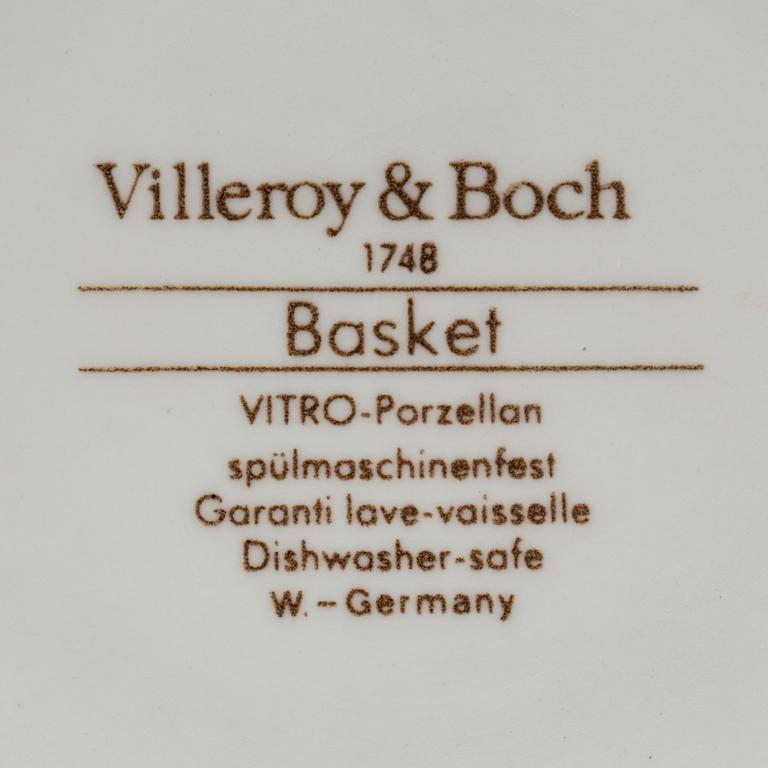 Villeroy & Boch
1748
Basket
VITRO-Porzellan
spülmaschinenfest
Garanti lave-vaisselle
Dishwasher-safe
W.-Germany